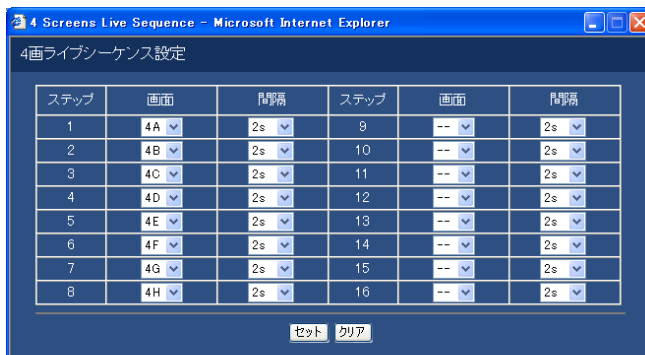 4 Screens Live Sequence - Microsoft Internet Explorer
4画ライブシーケンス設定
ステップ 画面 間隔 ステップ 画面 間隔
1 4A 2s 9 -- 2s
2 4B 2s 10 -- 2s
3 4C 2s 11 -- 2s
4 4D 2s 12 -- 2s
5 4E 2s 13 -- 2s
6 4F 2s 14 -- 2s
7 4G 2s 15 -- 2s
8 4H 2s 16 -- 2s
セット クリア